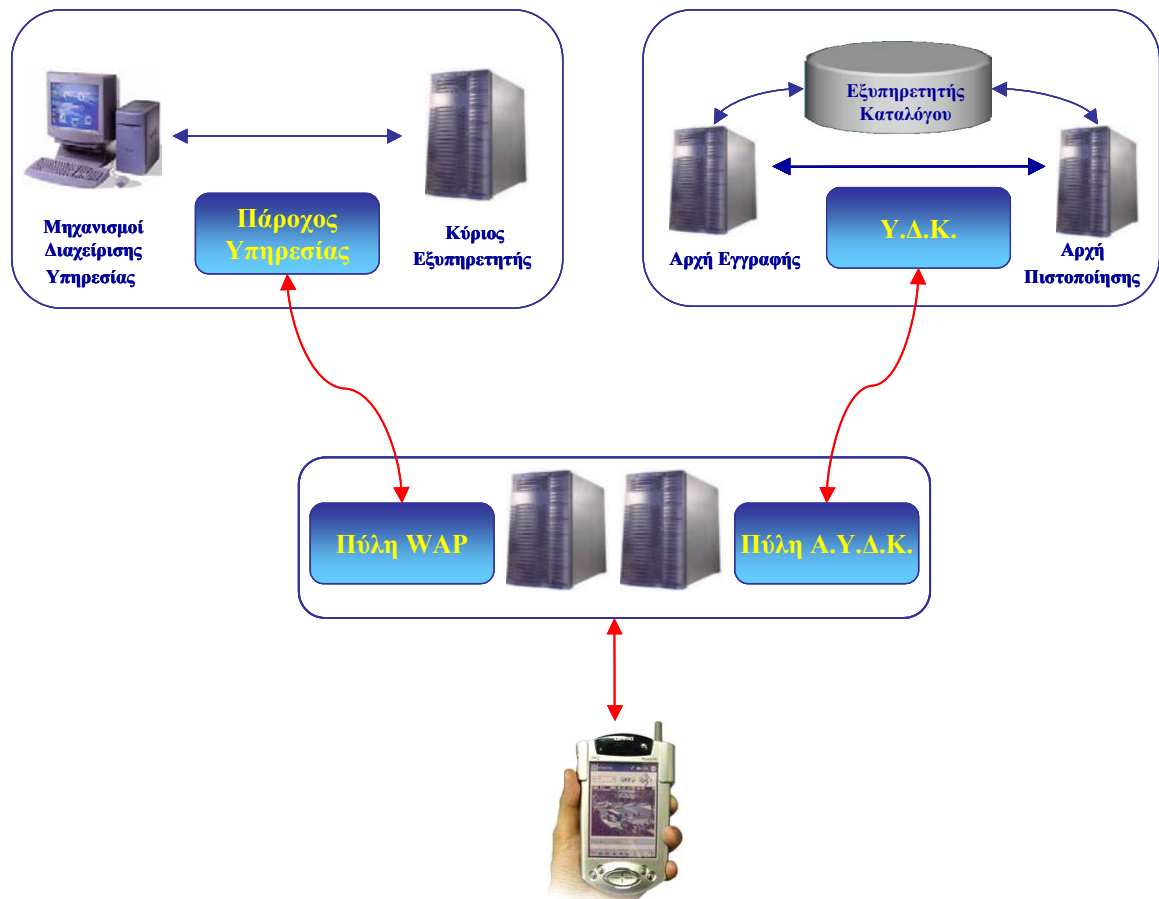 Εξυπηρετητής
Καταλόγου
Μηχανισμοί
Διαχείρισης
Υπηρεσίας
Πάροχος
Υπηρεσίας
Κύριος
Εξυπηρετητής
Αρχή Εγγραφής
Υ.Δ.Κ.
Αρχή
Πιστοποίησης
Πύλη WAP
Πύλη Α.Υ.Δ.Κ.